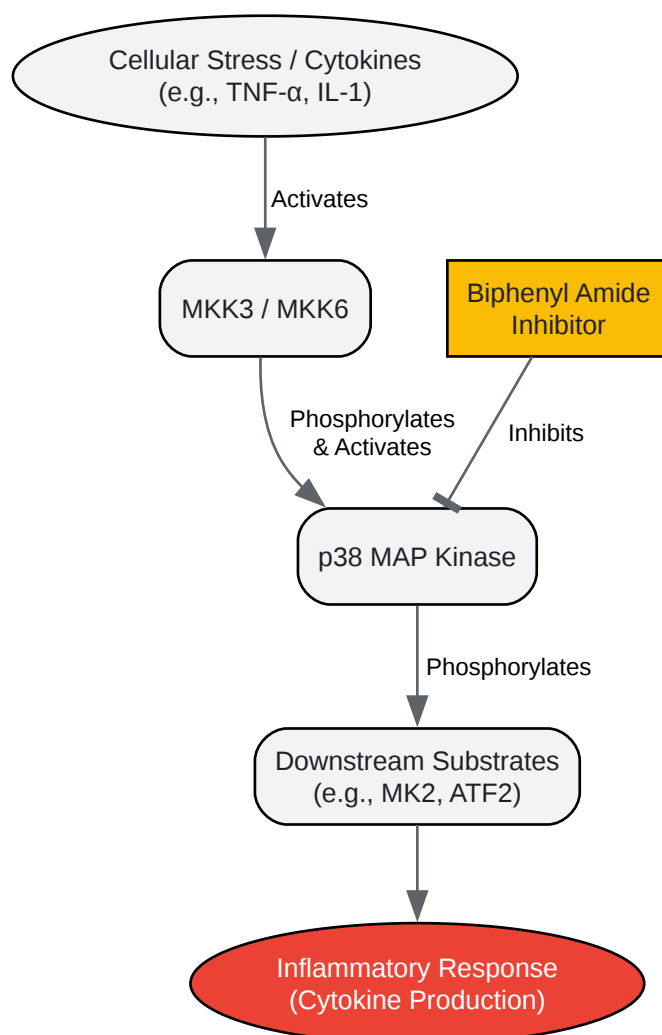 Cellular Stress / Cytokines
(e.g., TNF-α, IL-1)
Activates
MKK3 / MKK6
Biphenyl Amide
Inhibitor
Phosphorylates
& Activates
Inhibits
p38 MAP Kinase
Phosphorylates
Downstream Substrates
(e.g., MK2, ATF2)
Inflammatory Response
(Cytokine Production)